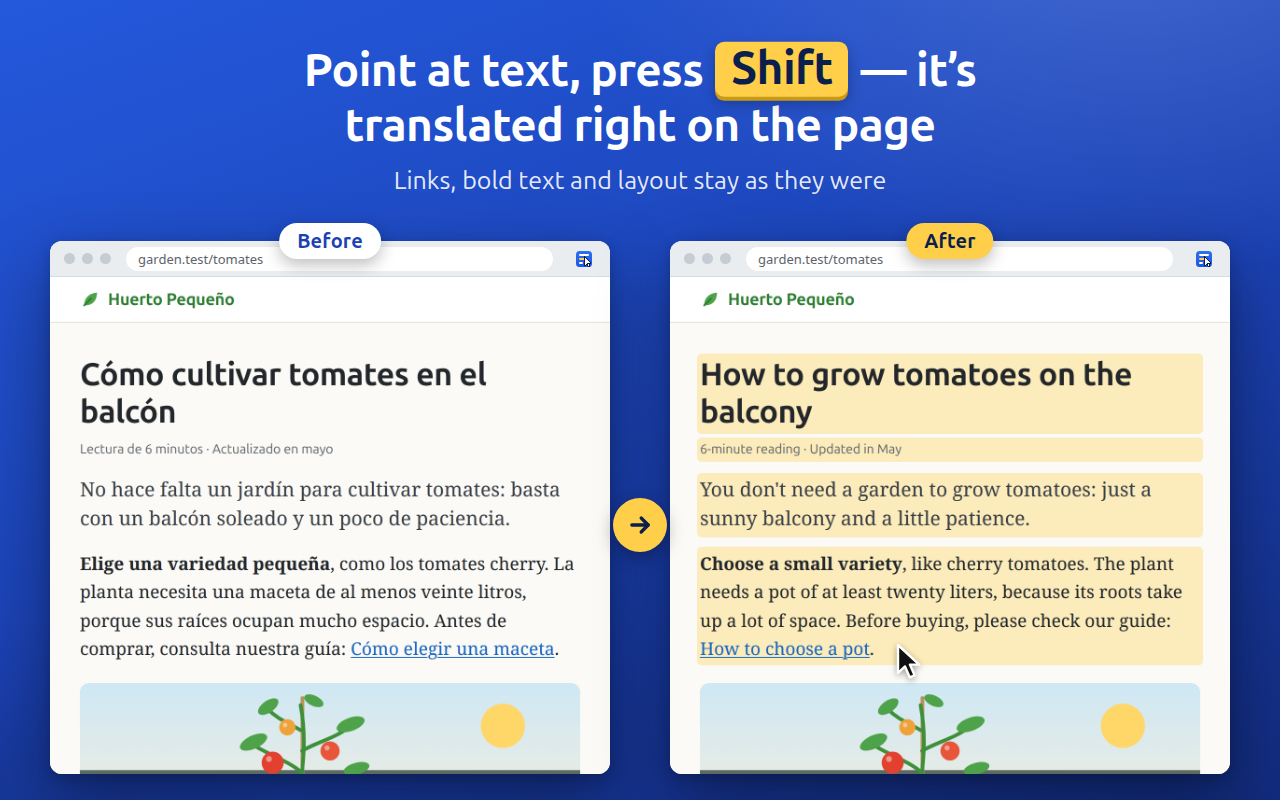 Point at text, press Shift — it’s
translated right on the page
Links, bold text and layout stay as they were
Before
garden.test/tomates
Huerto Pequeño
Cómo cultivar tomates en el
balcón
Lectura de 6 minutos · Actualizado en mayo
No hace falta un jardín para cultivar tomates: basta
con un balcón soleado y un poco de paciencia.
Elige una variedad pequeña, como los tomates cherry. La
planta necesita una maceta de al menos veinte litros,
porque sus raíces ocupan mucho espacio. Antes de
comprar, consulta nuestra guía: Cómo elegir una maceta.
After
garden.test/tomates
Huerto Pequeño
How to grow tomatoes on the
balcony
6-minute reading · Updated in May
You don't need a garden to grow tomatoes: just a
sunny balcony and a little patience.
Choose a small variety, like cherry tomatoes. The plant
needs a pot of at least twenty liters, because its roots take
up a lot of space. Before buying, please check our guide:
How to choose a pot.